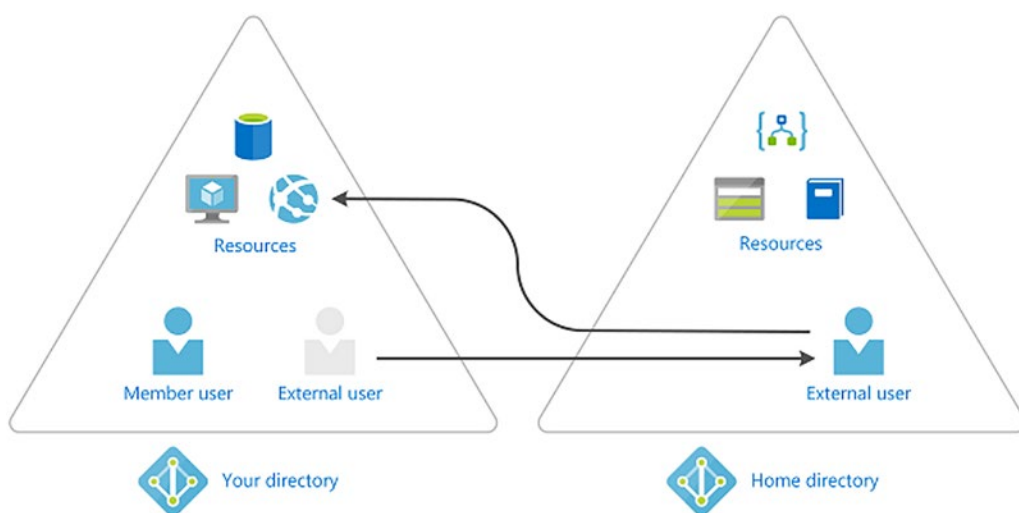 Resources
Resources
Member user
External user
External user
Your directory
Home directory